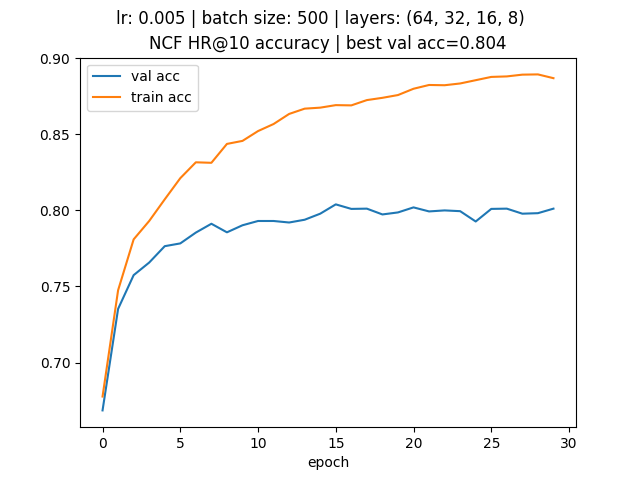 lr: 0.005 | batch size: 500 | layers: (64, 32, 16, 8)
NCF HR@10 accuracy | best val acc=0.804
val acc
train acc
0.90
0.85
0.80
0.75
0.70
0 5 10 15 20 25 30
epoch